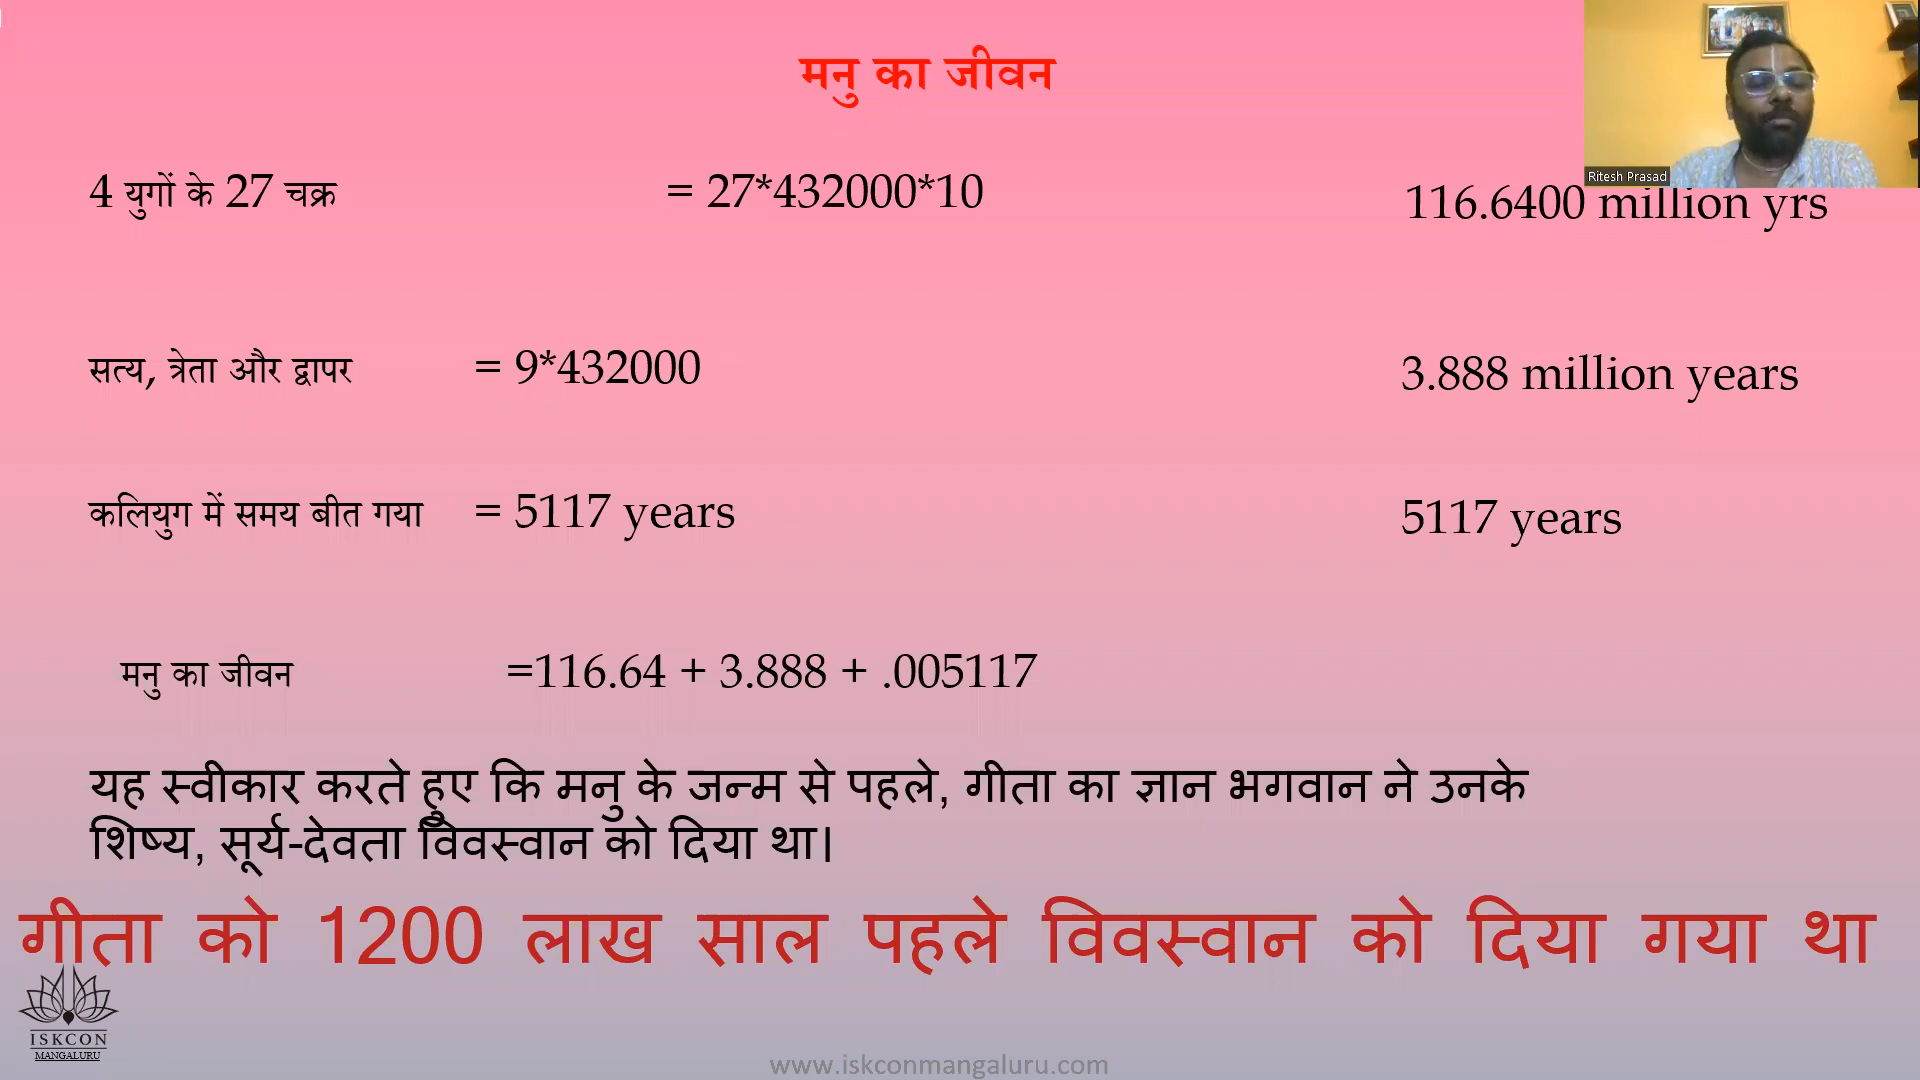 मनु का जीवन
Ritesh Prasad
4 युगों के 27 चक्र = 27*432000*10 116.6400 million yrs
सत्य, त्रेता और द्वापर = 9*432000 3.888 million years
कलियुग में समय बीत गया = 5117 years 5117 years
मनु का जीवन =116.64 + 3.888 + .005117
यह स्वीकार करते हुए कि मनु के जन्म से पहले, गीता का ज्ञान भगवान ने उनके
शिष्य, सूर्य-देवता विवस्वान को दिया था।
गीता को 1200 लाख साल पहले विवस्वान को दिया गया था
ISKCON
MANGALURU
www.iskconmangaluru.com